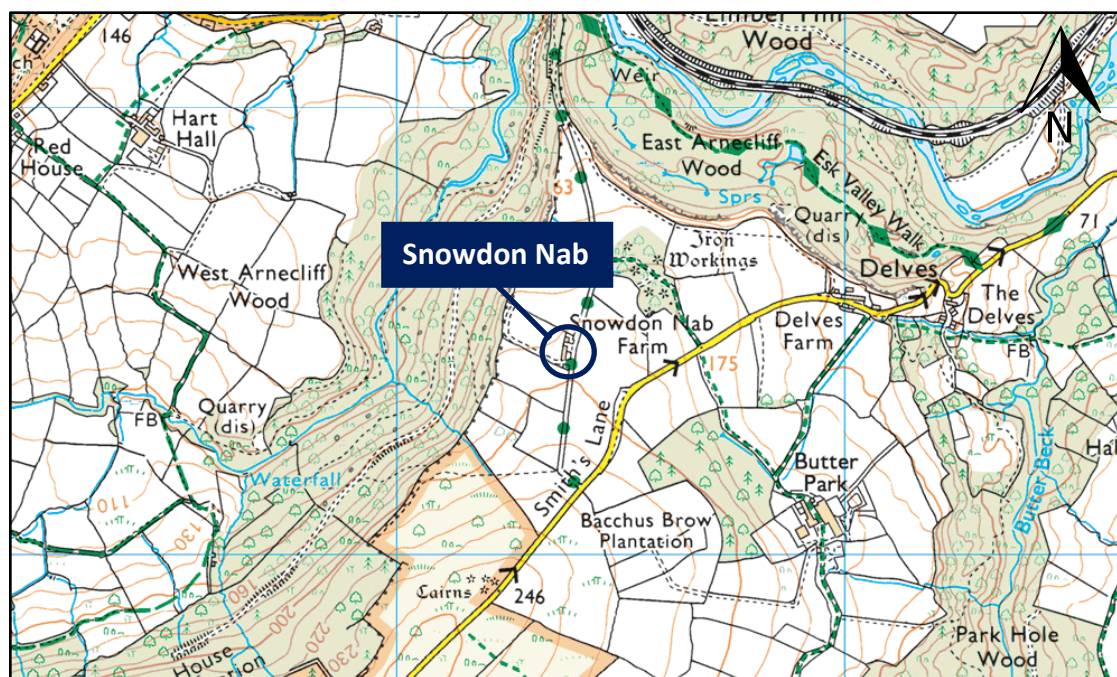 146
Hart
Hall
Red
House
West Arnecliff
Wood
Wood
Weir
East Arnecliff
Wood
Sprs
Esk Valley Walk
Quarry
(dis)
Iron
Workings
71
Delves
The
Delves
Delves
Farm
FB
Snowdon Nab
Snowdon Nab
Farm
175
Smith's Lane
Butter
Park
Butter Beck
Bacchus Brow
Plantation
Quarry
(dis)
FB
Waterfall
110
130
60
200
220
230
House
Cairns
246
Park Hole
Wood
N